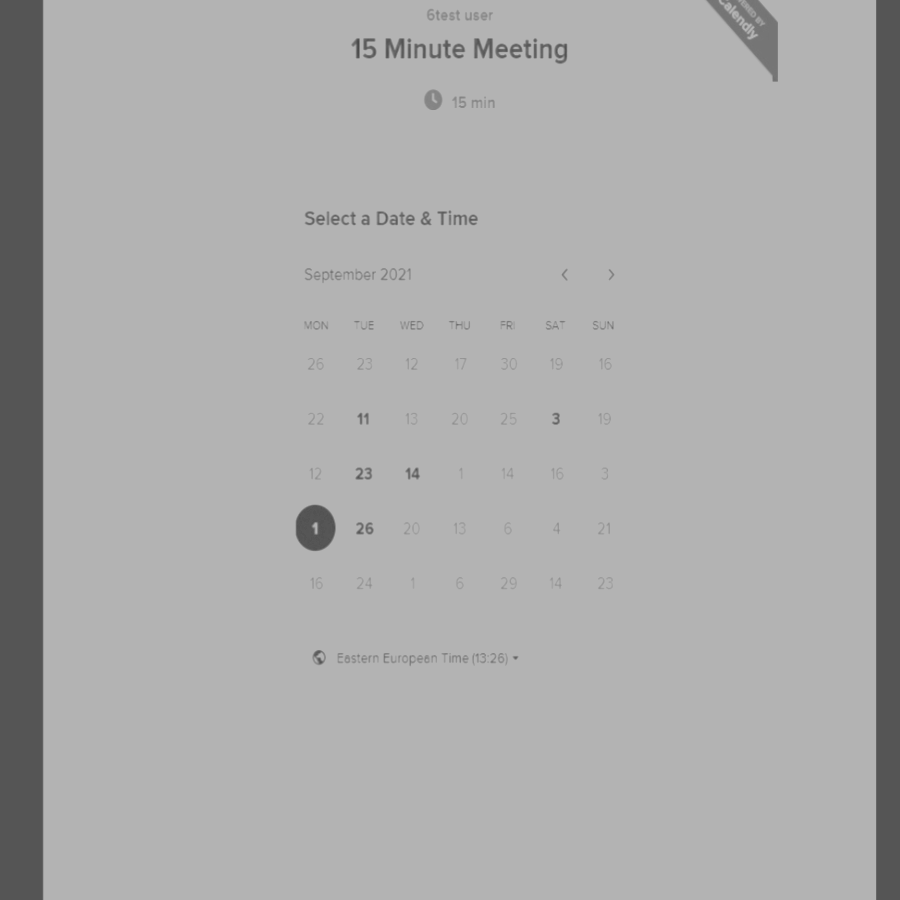 6test user
15 Minute Meeting
Calendly
15 min
Select a Date & Time
September 2021
MON TUE WED THU FRI SAT SUN
26 23 12 17 30 19 16
22 11 13 20 25 3 19
12 23 14 1 14 16 3
1 26 20 13 6 4 21
16 24 1 6 29 14 23
Eastern European Time (13:26)